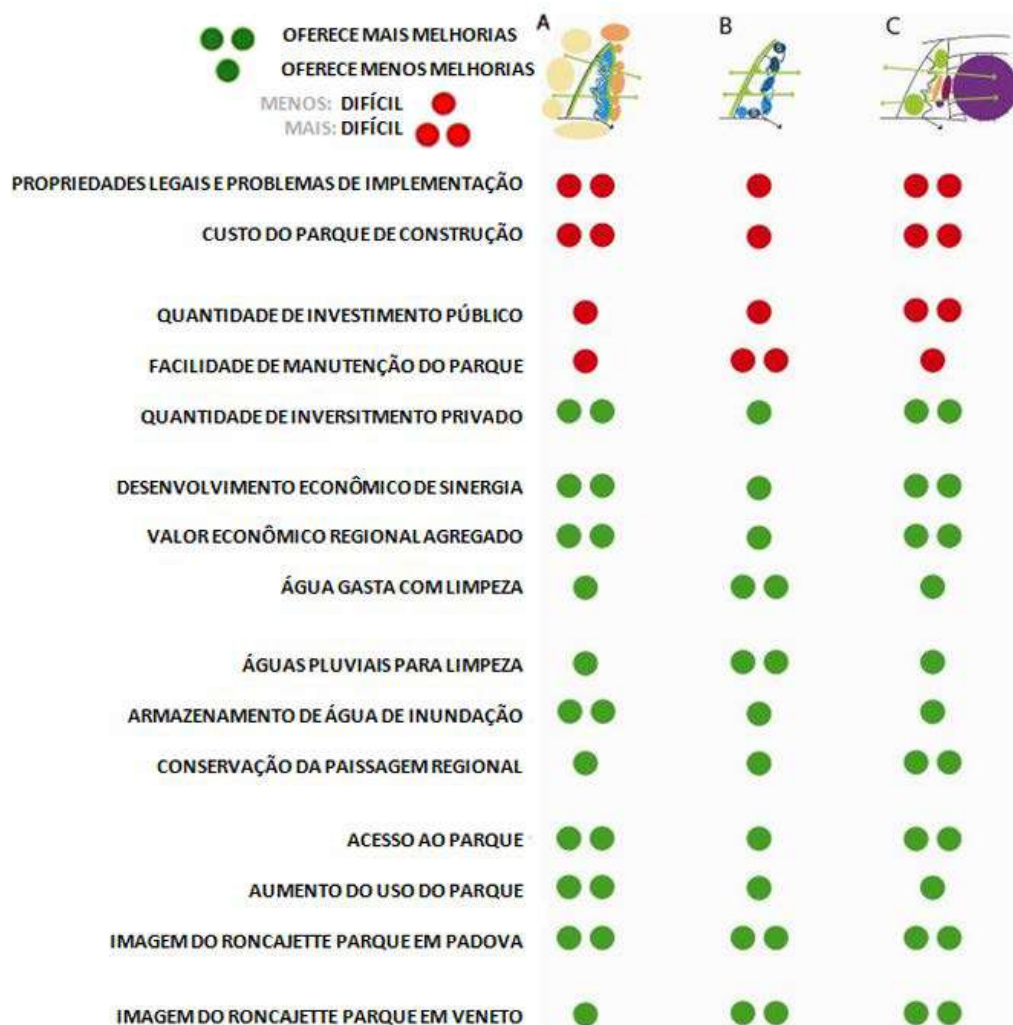 A B C
OFERECE MAIS MELHORIAS
OFERECE MENOS MELHORIAS
MENOS: DIFÍCIL
MAIS: DIFÍCIL
PROPRIEDADES LEGAIS E PROBLEMAS DE IMPLEMENTAÇÃO
CUSTO DO PARQUE DE CONSTRUÇÃO
QUANTIDADE DE INVESTIMENTO PÚBLICO
FACILIDADE DE MANUTENÇÃO DO PARQUE
QUANTIDADE DE INVERSITMENTO PRIVADO
DESENVOLVIMENTO ECONÔMICO DE SINERGIA
VALOR ECONÔMICO REGIONAL AGREGADO
ÁGUA GASTA COM LIMPEZA
ÁGUAS PLUVIAIS PARA LIMPEZA
ARMAZENAMENTO DE ÁGUA DE INUNDAÇÃO
CONSERVAÇÃO DA PAISSAGEM REGIONAL
ACESSO AO PARQUE
AUMENTO DO USO DO PARQUE
IMAGEM DO RONCAJETTE PARQUE EM PADOVA
IMAGEM DO RONCAJETTE PARQUE EM VENETO